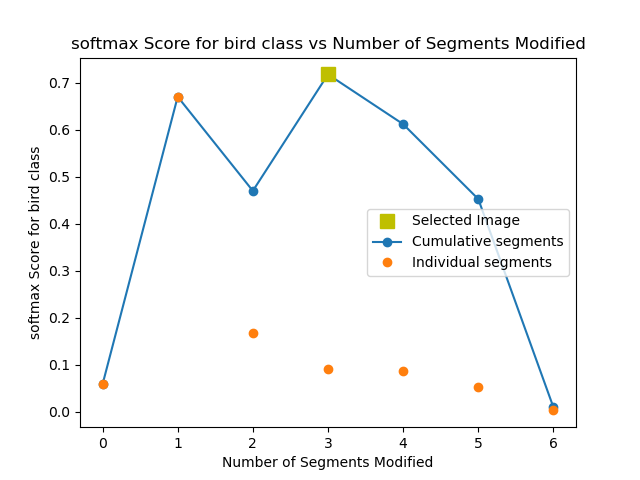 softmax Score for bird class vs Number of Segments Modified
softmax Score for bird class
0.7
0.6
0.5
0.4
0.3
0.2
0.1
0.0
Selected Image
Cumulative segments
Individual segments
0 1 2 3 4 5 6
Number of Segments Modified